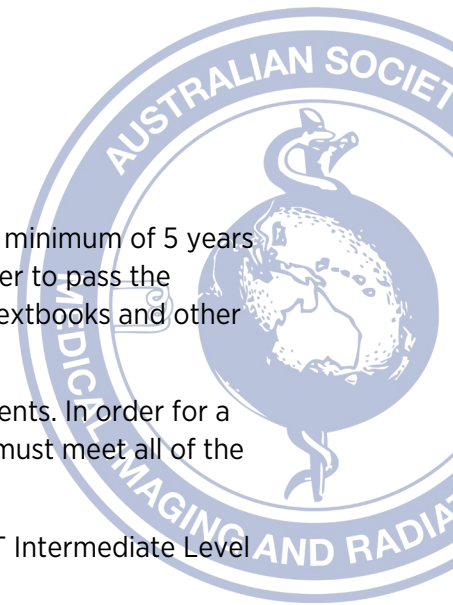 AUSTRALIAN SOCIET
minimum of 5 years
er to pass the
extbooks and other
ents. In order for a
must meet all of the
T Intermediate Level
MEDICAL IMAGING AND RADIAT